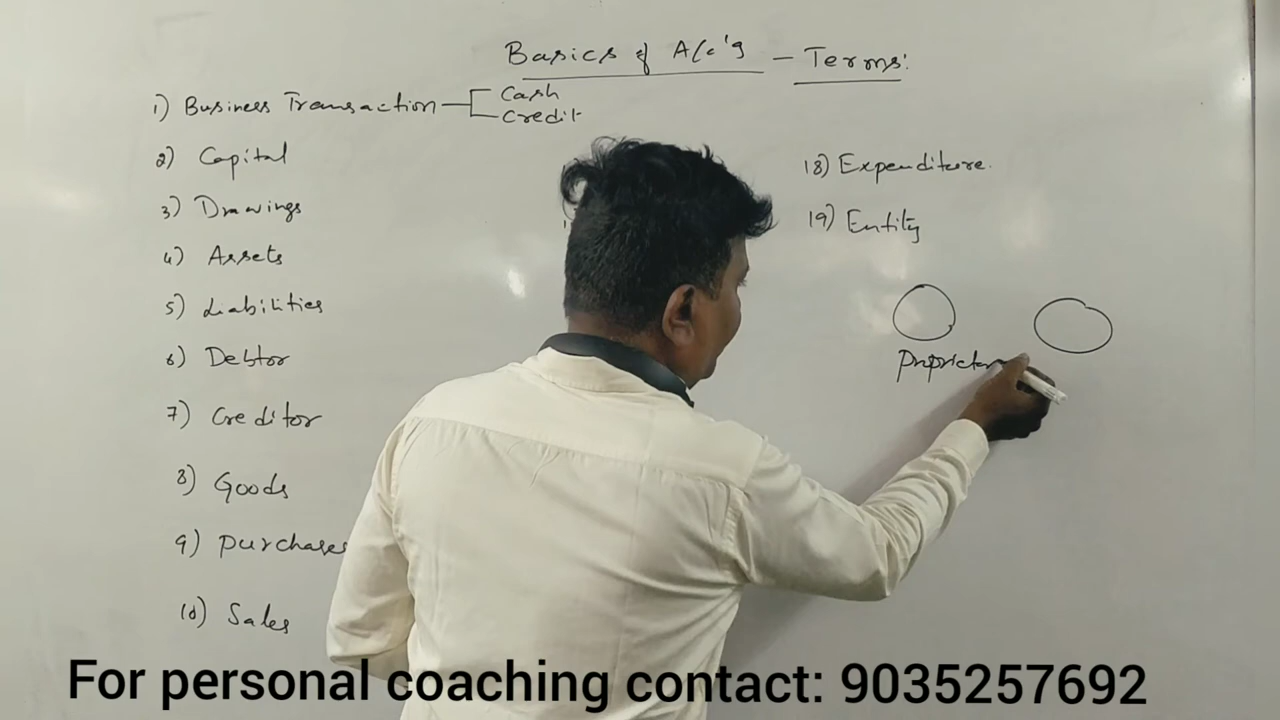 Basics of A/c'g - Terms:
1) Business Transaction
Cash
Credit
2) Capital
3) Drawings
4) Assets
5) Liabilities
6) Debtor
7) Creditor
8) Goods
9) Purchases
10) Sales
18) Expenditure.
19) Entity
Proprietor
For personal coaching contact: 9035257692